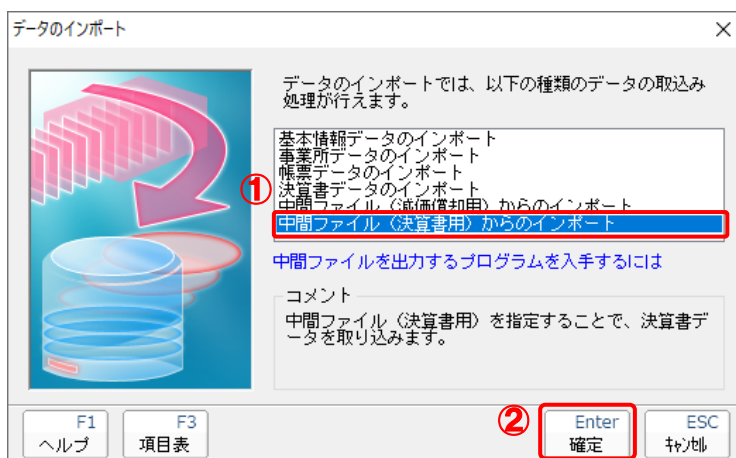 データのインポート
データのインポートでは、以下の種類のデータの取込み
処理が行えます。
基本情報データのインポート
事業所データのインポート
帳票データのインポート
①
決算書データのインポート
中間ファイル（減価償却用）からのインポート
中間ファイル（決算書用）からのインポート
中間ファイルを出力するプログラムを入手するには
コメント
中間ファイル（決算書用）を指定することで、決算書デ
ータを取り込みます。
F1
ヘルプ
F3
項目表
②
Enter
確定
ESC
ｷｬﾝｾﾙ